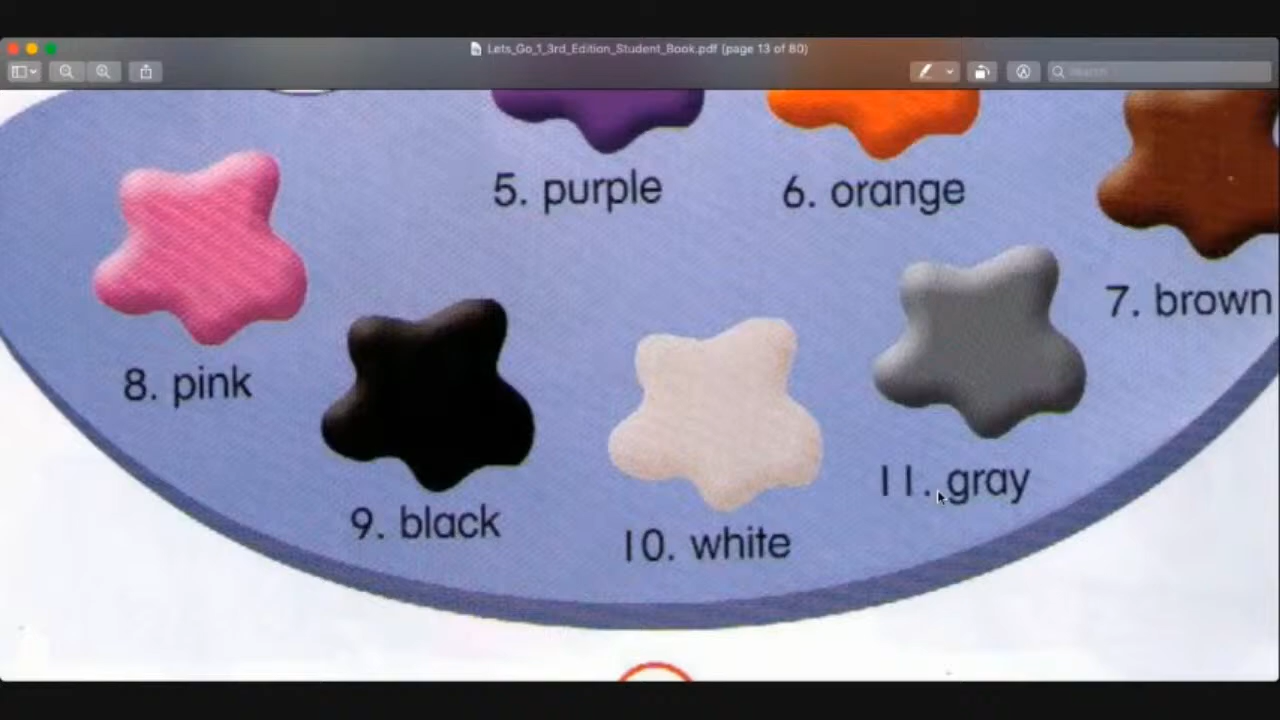 Lets_Go_1_3rd_Edition_Student_Book.pdf (page 13 of 80)
Search
5. purple
6. orange
7. brown
8. pink
9. black
10. white
11. gray